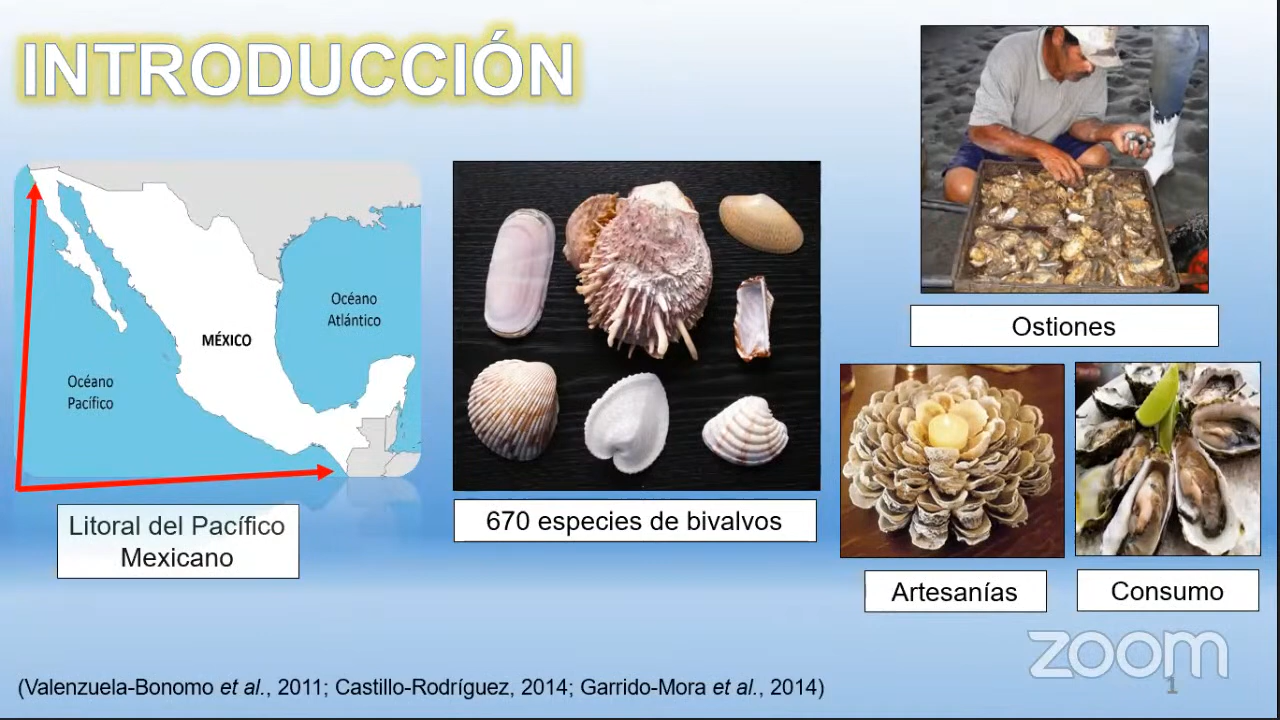 INTRODUCCIÓN
Océano
Atlántico
MÉXICO
Océano
Pacífico
Litoral del Pacífico
Mexicano
670 especies de bivalvos
Ostiones
Artesanías
Consumo
zoom
1
(Valenzuela-Bonomo et al., 2011; Castillo-Rodríguez, 2014; Garrido-Mora et al., 2014)